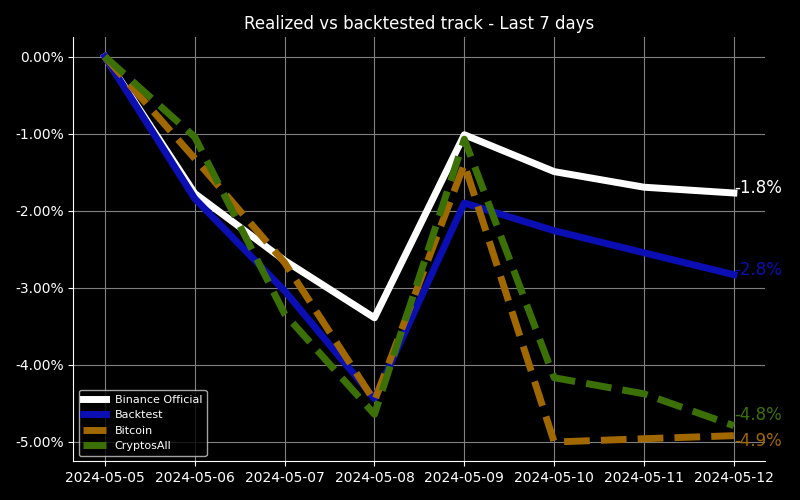 Realized vs backtested track - Last 7 days
0.00%
-1.00%
-2.00%
-3.00%
-4.00%
-5.00%
-1.8%
-2.8%
-4.8%
-4.9%
Binance Official
Backtest
Bitcoin
CryptosAll
2024-05-05 2024-05-06 2024-05-07 2024-05-08 2024-05-09 2024-05-10 2024-05-11 2024-05-12